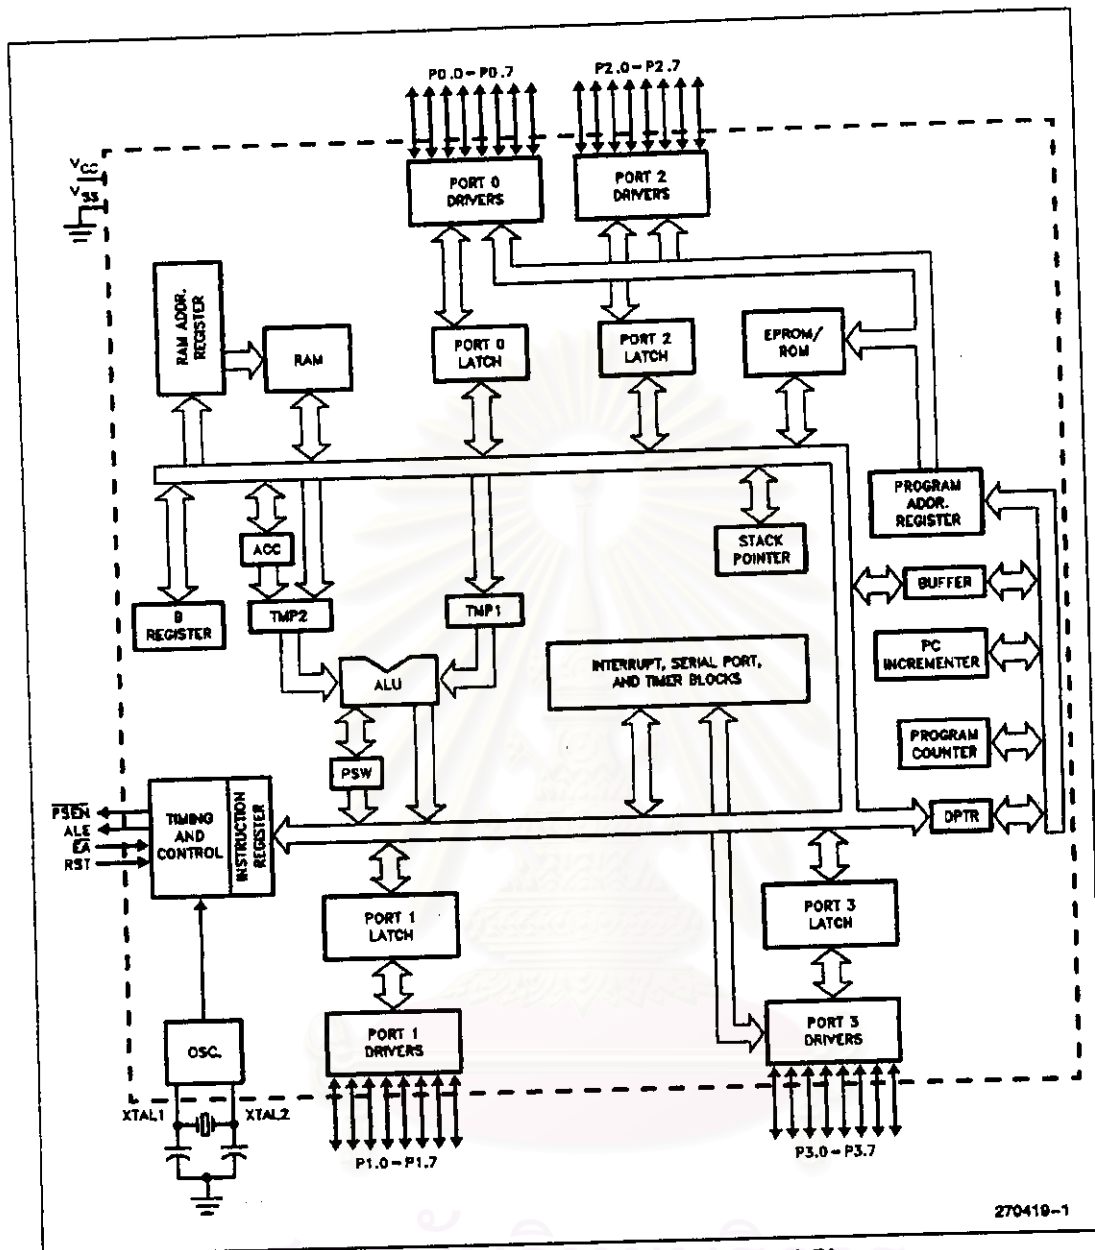 P0.0-P0.7
P2.0-P2.7
VCC
VSS
PORT 0
DRIVERS
PORT 2
DRIVERS
RAM ADDR.
REGISTER
RAM
PORT 0
LATCH
PORT 2
LATCH
EPROM/
ROM
PROGRAM
ADDR.
REGISTER
STACK
POINTER
ACC
BUFFER
B
REGISTER
TMP2
TMP1
PC
INCREMENTER
INTERRUPT, SERIAL PORT,
AND TIMER BLOCKS
ALU
PROGRAM
COUNTER
PSW
PSEN
ALE
EA
RST
TIMING
AND
CONTROL
INSTRUCTION
REGISTER
DPTR
PORT 1
LATCH
PORT 3
LATCH
OSC.
PORT 1
DRIVERS
PORT 3
DRIVERS
XTAL1
XTAL2
P1.0-P1.7
P3.0-P3.7
270419-1